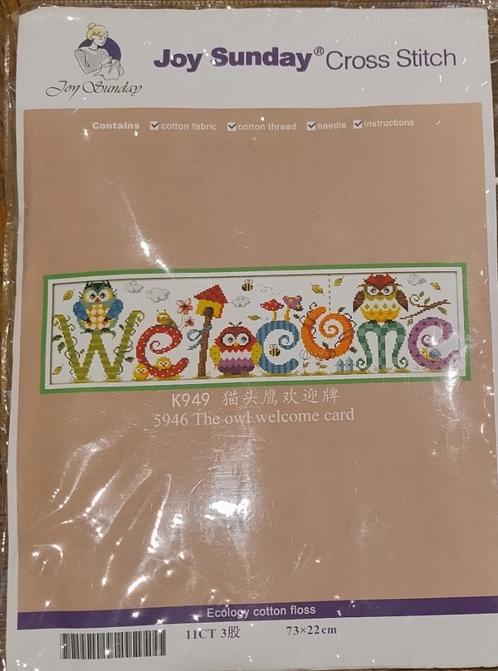 Joy Sunday® Cross Stitch
Joy Sunday
Contains ☑cotton fabric ☑cotton thread ☑needle ☑instructions
Welcome
K949 猫头鹰欢迎牌
5946 The owl welcome card
Ecology cotton floss
11CT 3股 73×22cm